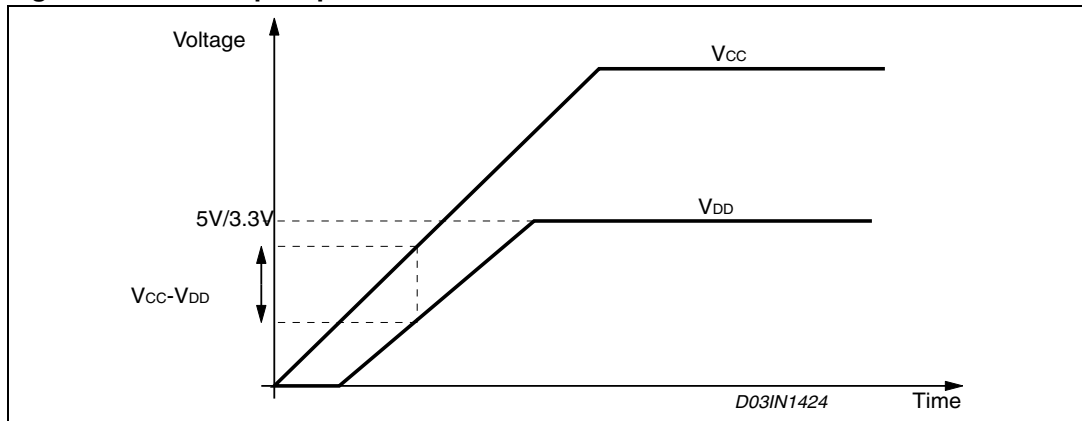 Voltage
VCC
5V/3.3V
VDD
VCC-VDD
D03IN1424
Time